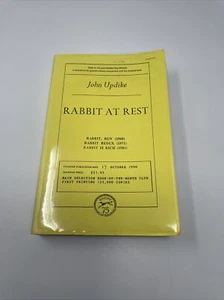 John Updike
RABBIT AT REST
RABBIT, RUN (1960)
RABBIT REDUX (1971)
RABBIT IS RICH (1981)
17 OCTOBER 1990
$21.95
MAIN SELECTION BOOK-OF-THE-MONTH CLUB
FIRST PRINTING 125,000 COPIES